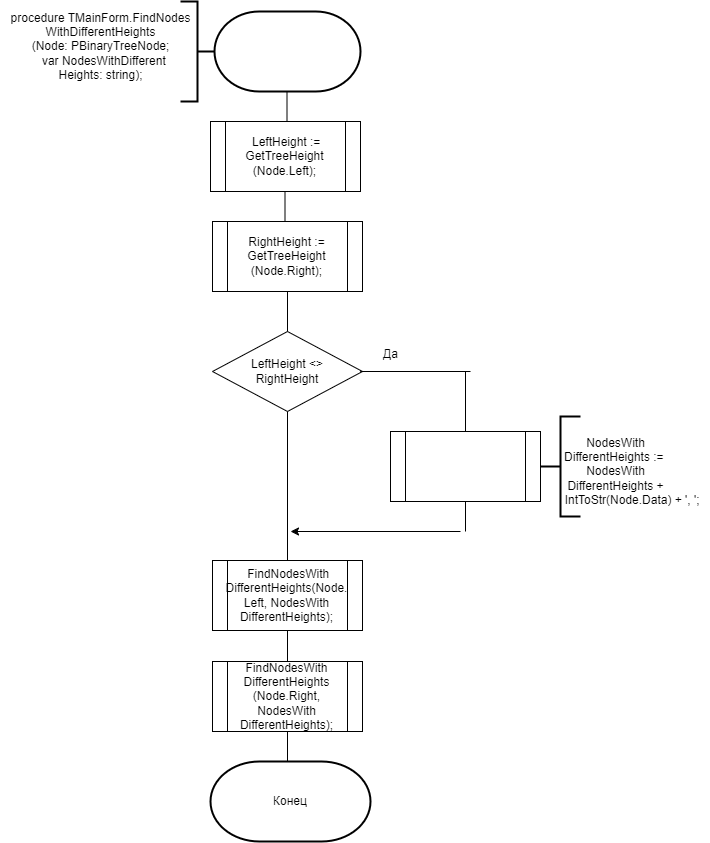 procedure TMainForm.FindNodes
WithDifferentHeights
(Node: PBinaryTreeNode;
var NodesWithDifferent
Heights: string);
LeftHeight :=
GetTreeHeight
(Node.Left);
RightHeight :=
GetTreeHeight
(Node.Right);
LeftHeight <>
RightHeight
Да
NodesWith
DifferentHeights :=
NodesWith
DifferentHeights +
IntToStr(Node.Data) + ', ';
FindNodesWith
DifferentHeights(Node.
Left, NodesWith
DifferentHeights);
FindNodesWith
DifferentHeights
(Node.Right,
NodesWith
DifferentHeights);
Конец